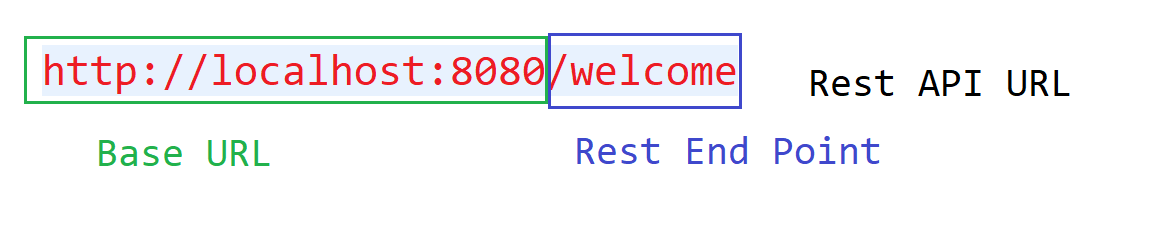 http://localhost:8080/welcome Rest API URL
Base URL Rest End Point